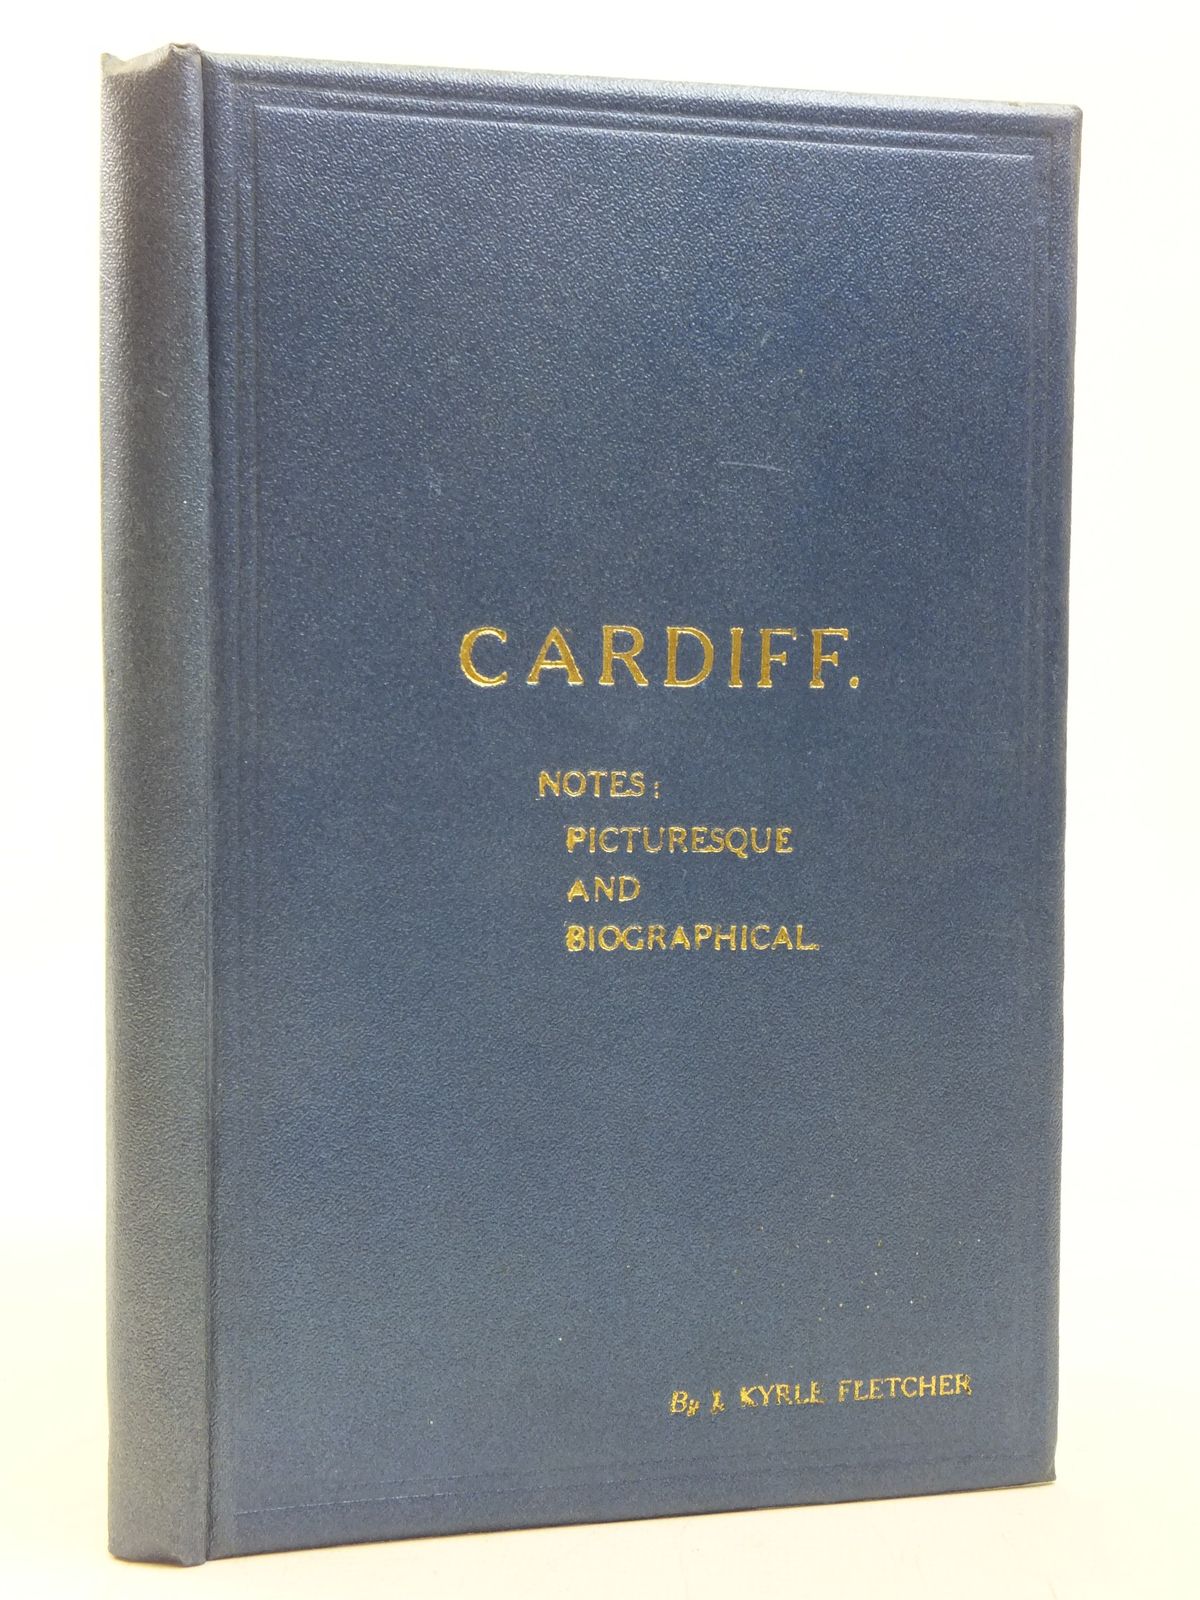 CARDIFF.
NOTES:
PICTURESQUE
AND
BIOGRAPHICAL.
By J. KYRLE FLETCHER